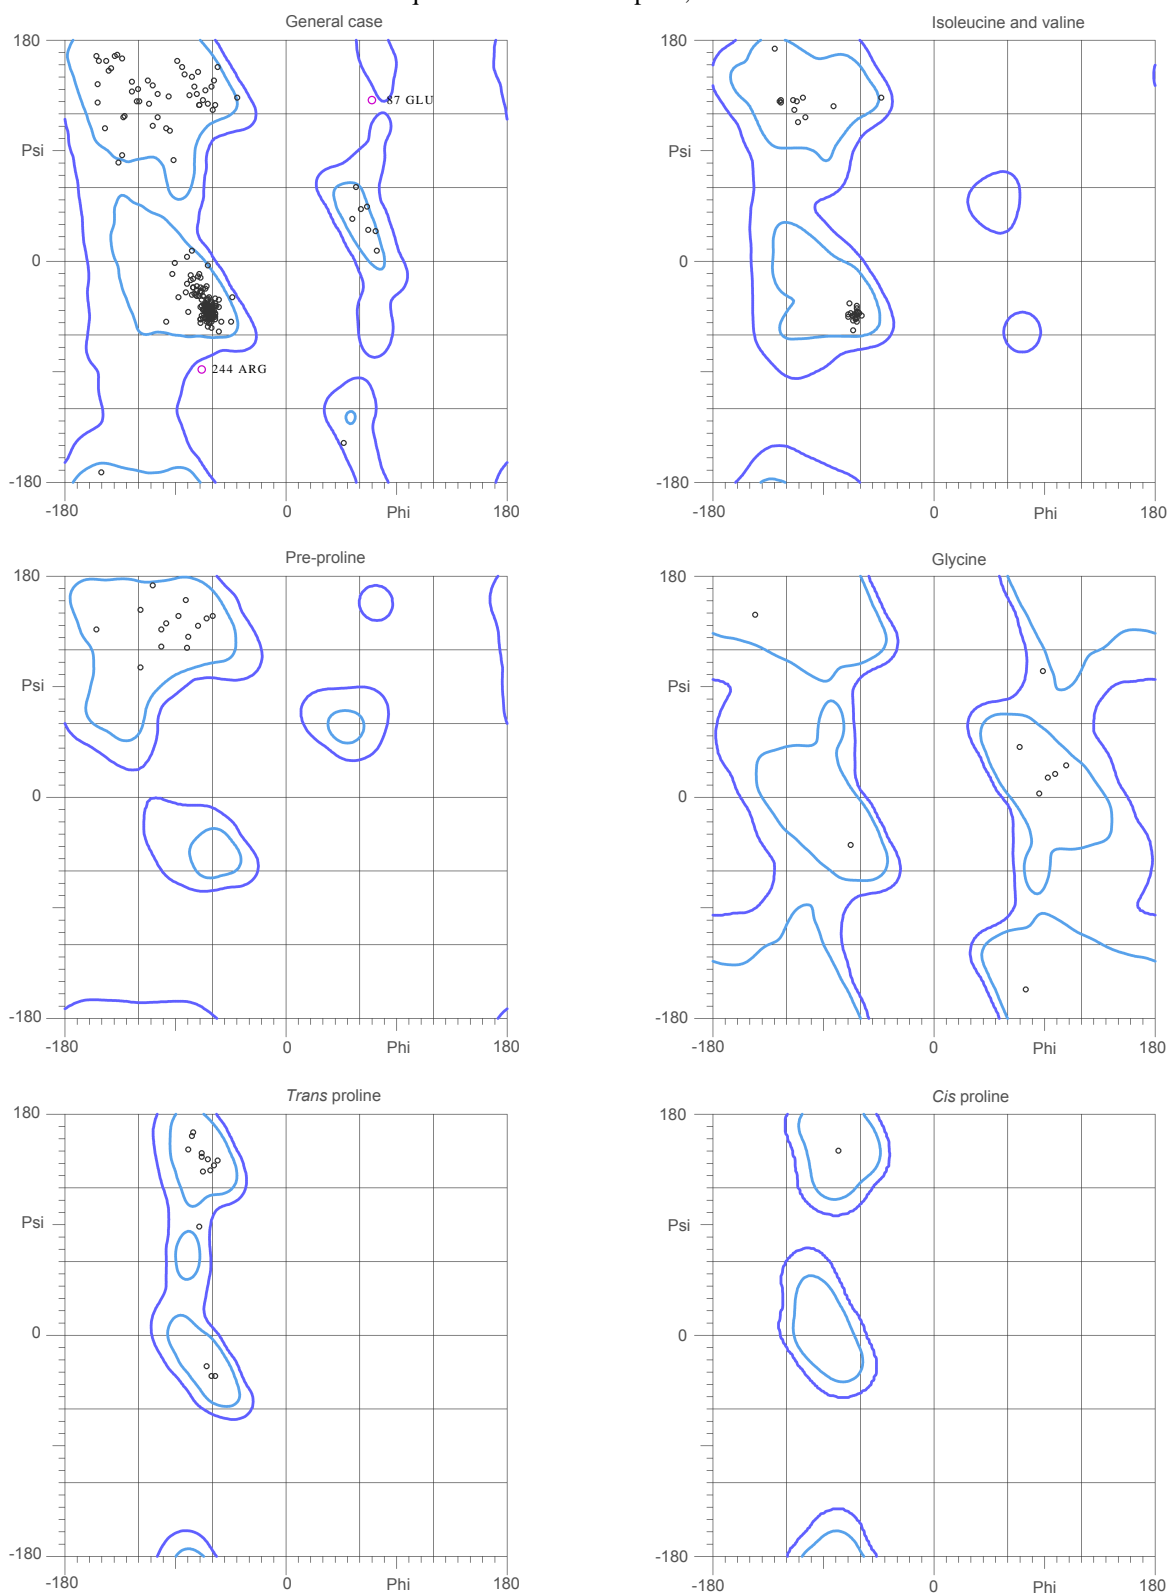 General case
180
Psi
0
-180
-180
0
Phi
180
87 GLU
244 ARG
Isoleucine and valine
180
Psi
0
-180
-180
0
Phi
180
Pre-proline
180
Psi
0
-180
-180
0
Phi
180
Glycine
180
Psi
0
-180
-180
0
Phi
180
Trans proline
180
Psi
0
-180
-180
0
Phi
180
Cis proline
180
Psi
0
-180
-180
0
Phi
180